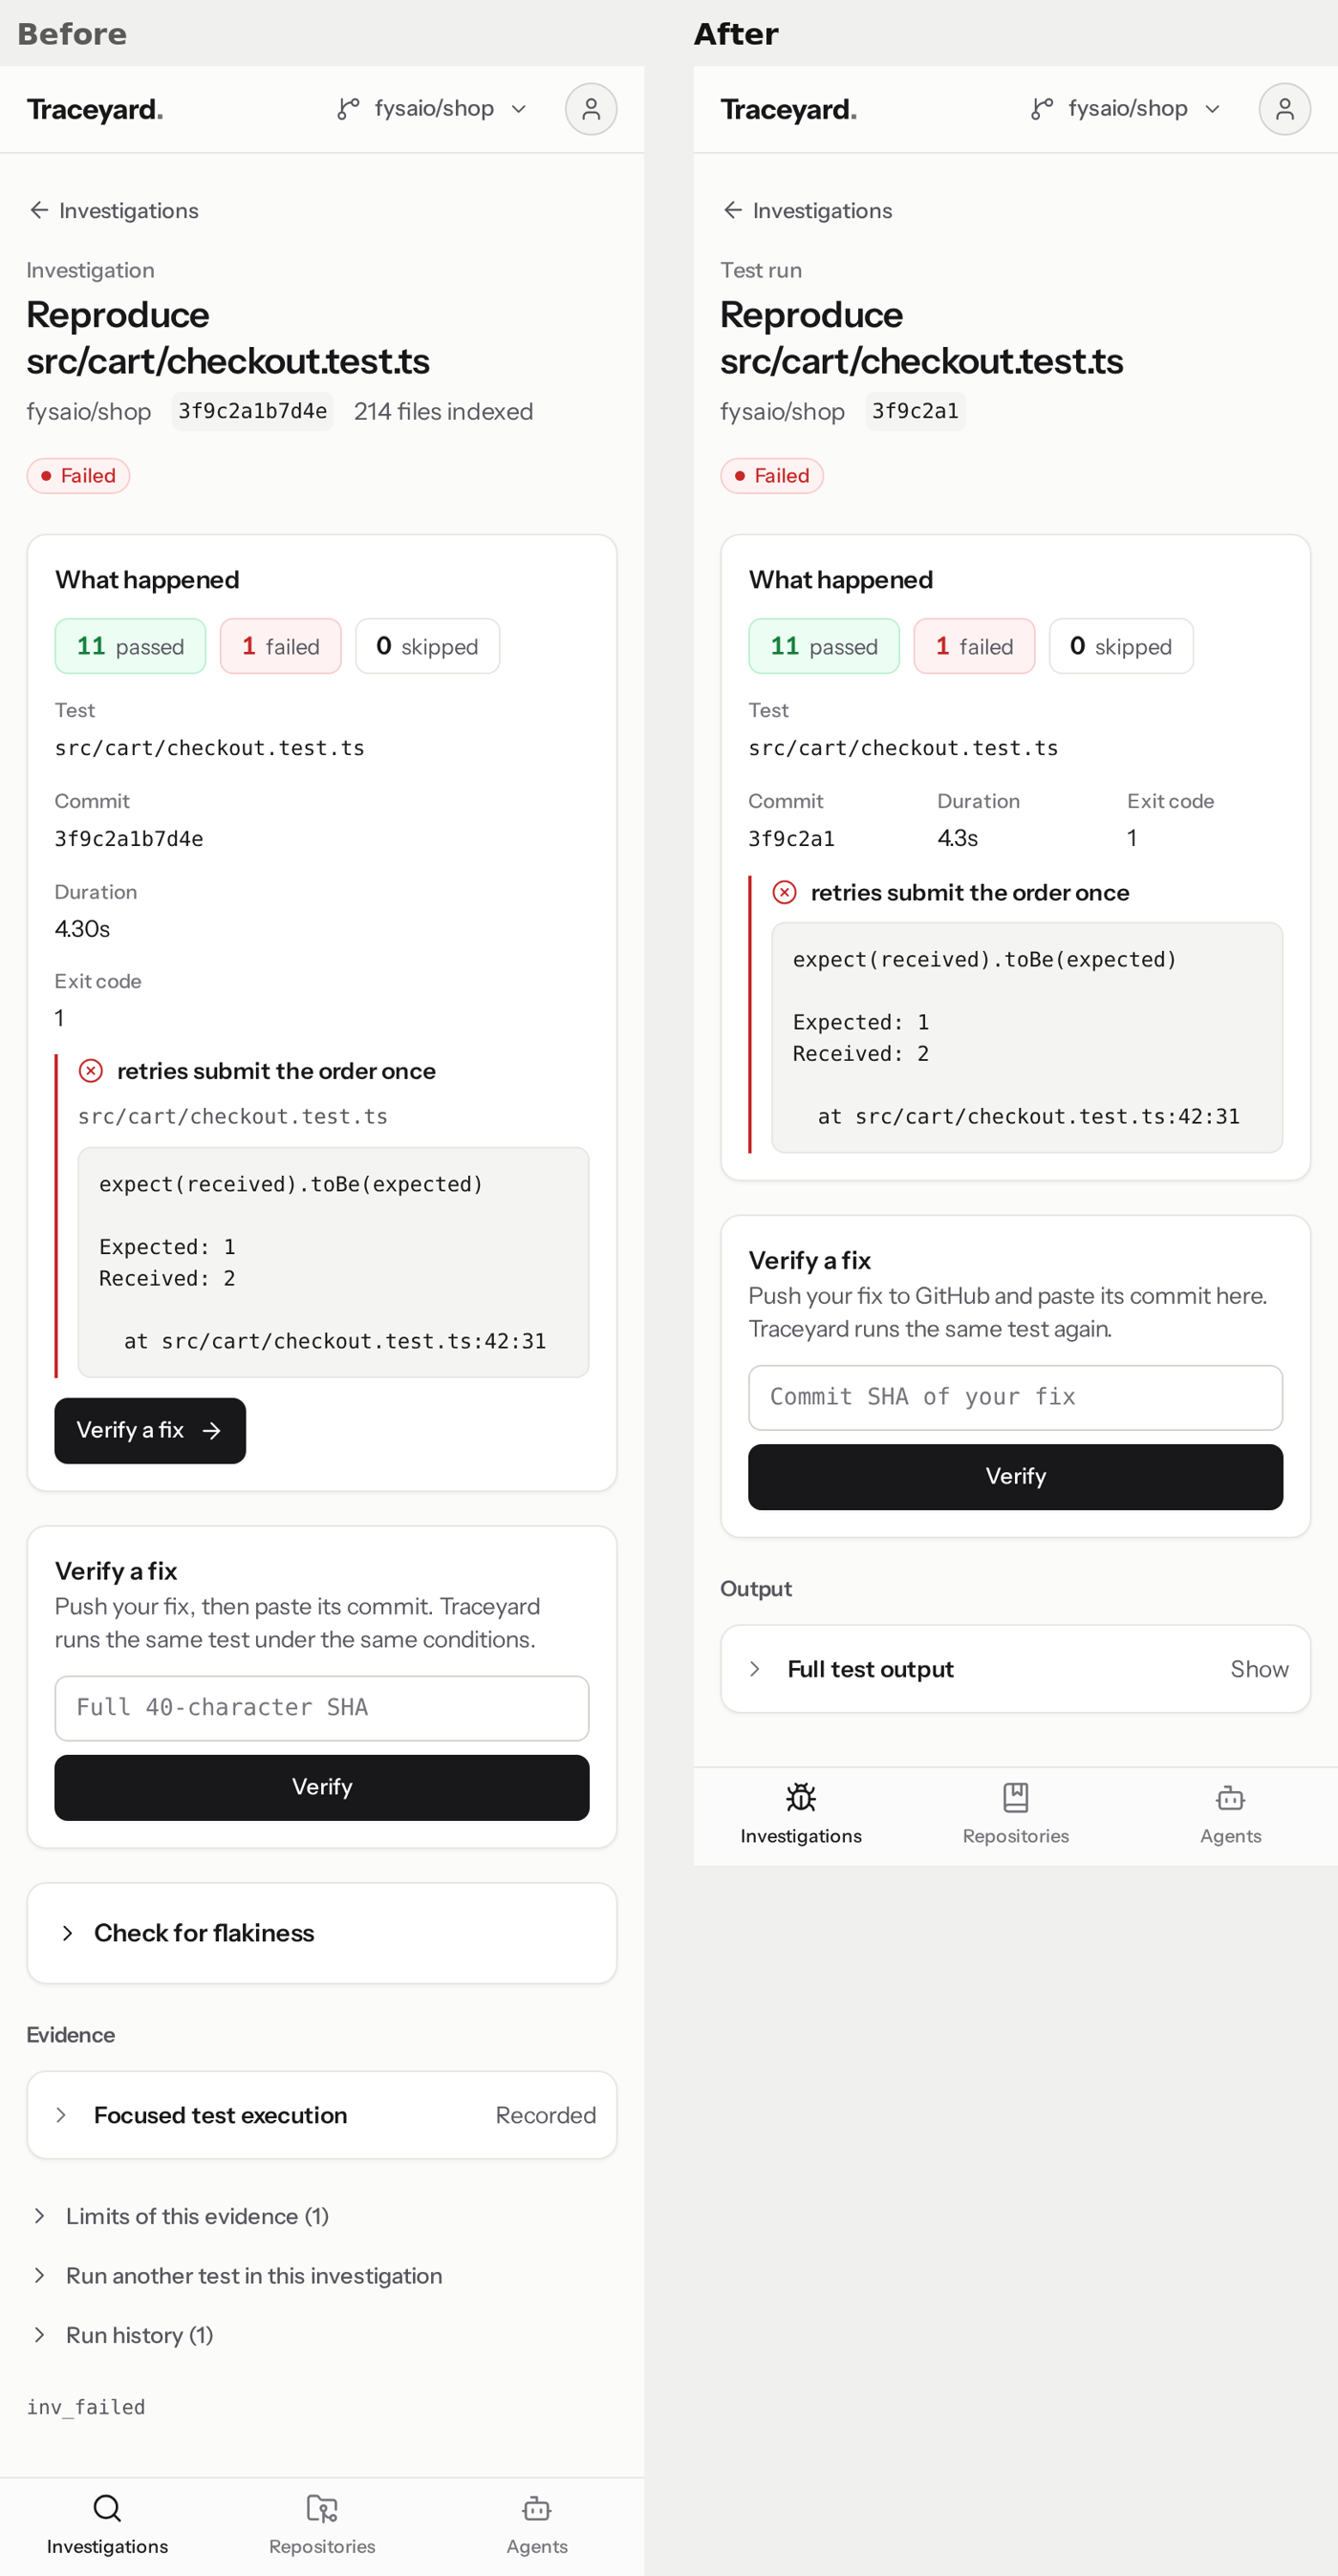 Before
Traceyard.
fysaio/shop
Investigations
Investigation
Reproduce
src/cart/checkout.test.ts
fysaio/shop 3f9c2a1b7d4e 214 files indexed
Failed
What happened
11 passed 1 failed 0 skipped
Test
src/cart/checkout.test.ts
Commit
3f9c2a1b7d4e
Duration
4.30s
Exit code
1
retries submit the order once
src/cart/checkout.test.ts
expect(received).toBe(expected)
Expected: 1
Received: 2
at src/cart/checkout.test.ts:42:31
Verify a fix
Verify a fix
Push your fix, then paste its commit. Traceyard
runs the same test under the same conditions.
Full 40-character SHA
Verify
Check for flakiness
Evidence
Focused test execution Recorded
Limits of this evidence (1)
Run another test in this investigation
Run history (1)
inv_failed
Investigations Repositories Agents
After
Traceyard.
fysaio/shop
Investigations
Test run
Reproduce
src/cart/checkout.test.ts
fysaio/shop 3f9c2a1
Failed
What happened
11 passed 1 failed 0 skipped
Test
src/cart/checkout.test.ts
Commit Duration Exit code
3f9c2a1 4.3s 1
retries submit the order once
expect(received).toBe(expected)
Expected: 1
Received: 2
at src/cart/checkout.test.ts:42:31
Verify a fix
Push your fix to GitHub and paste its commit here.
Traceyard runs the same test again.
Commit SHA of your fix
Verify
Output
Full test output Show
Investigations Repositories Agents